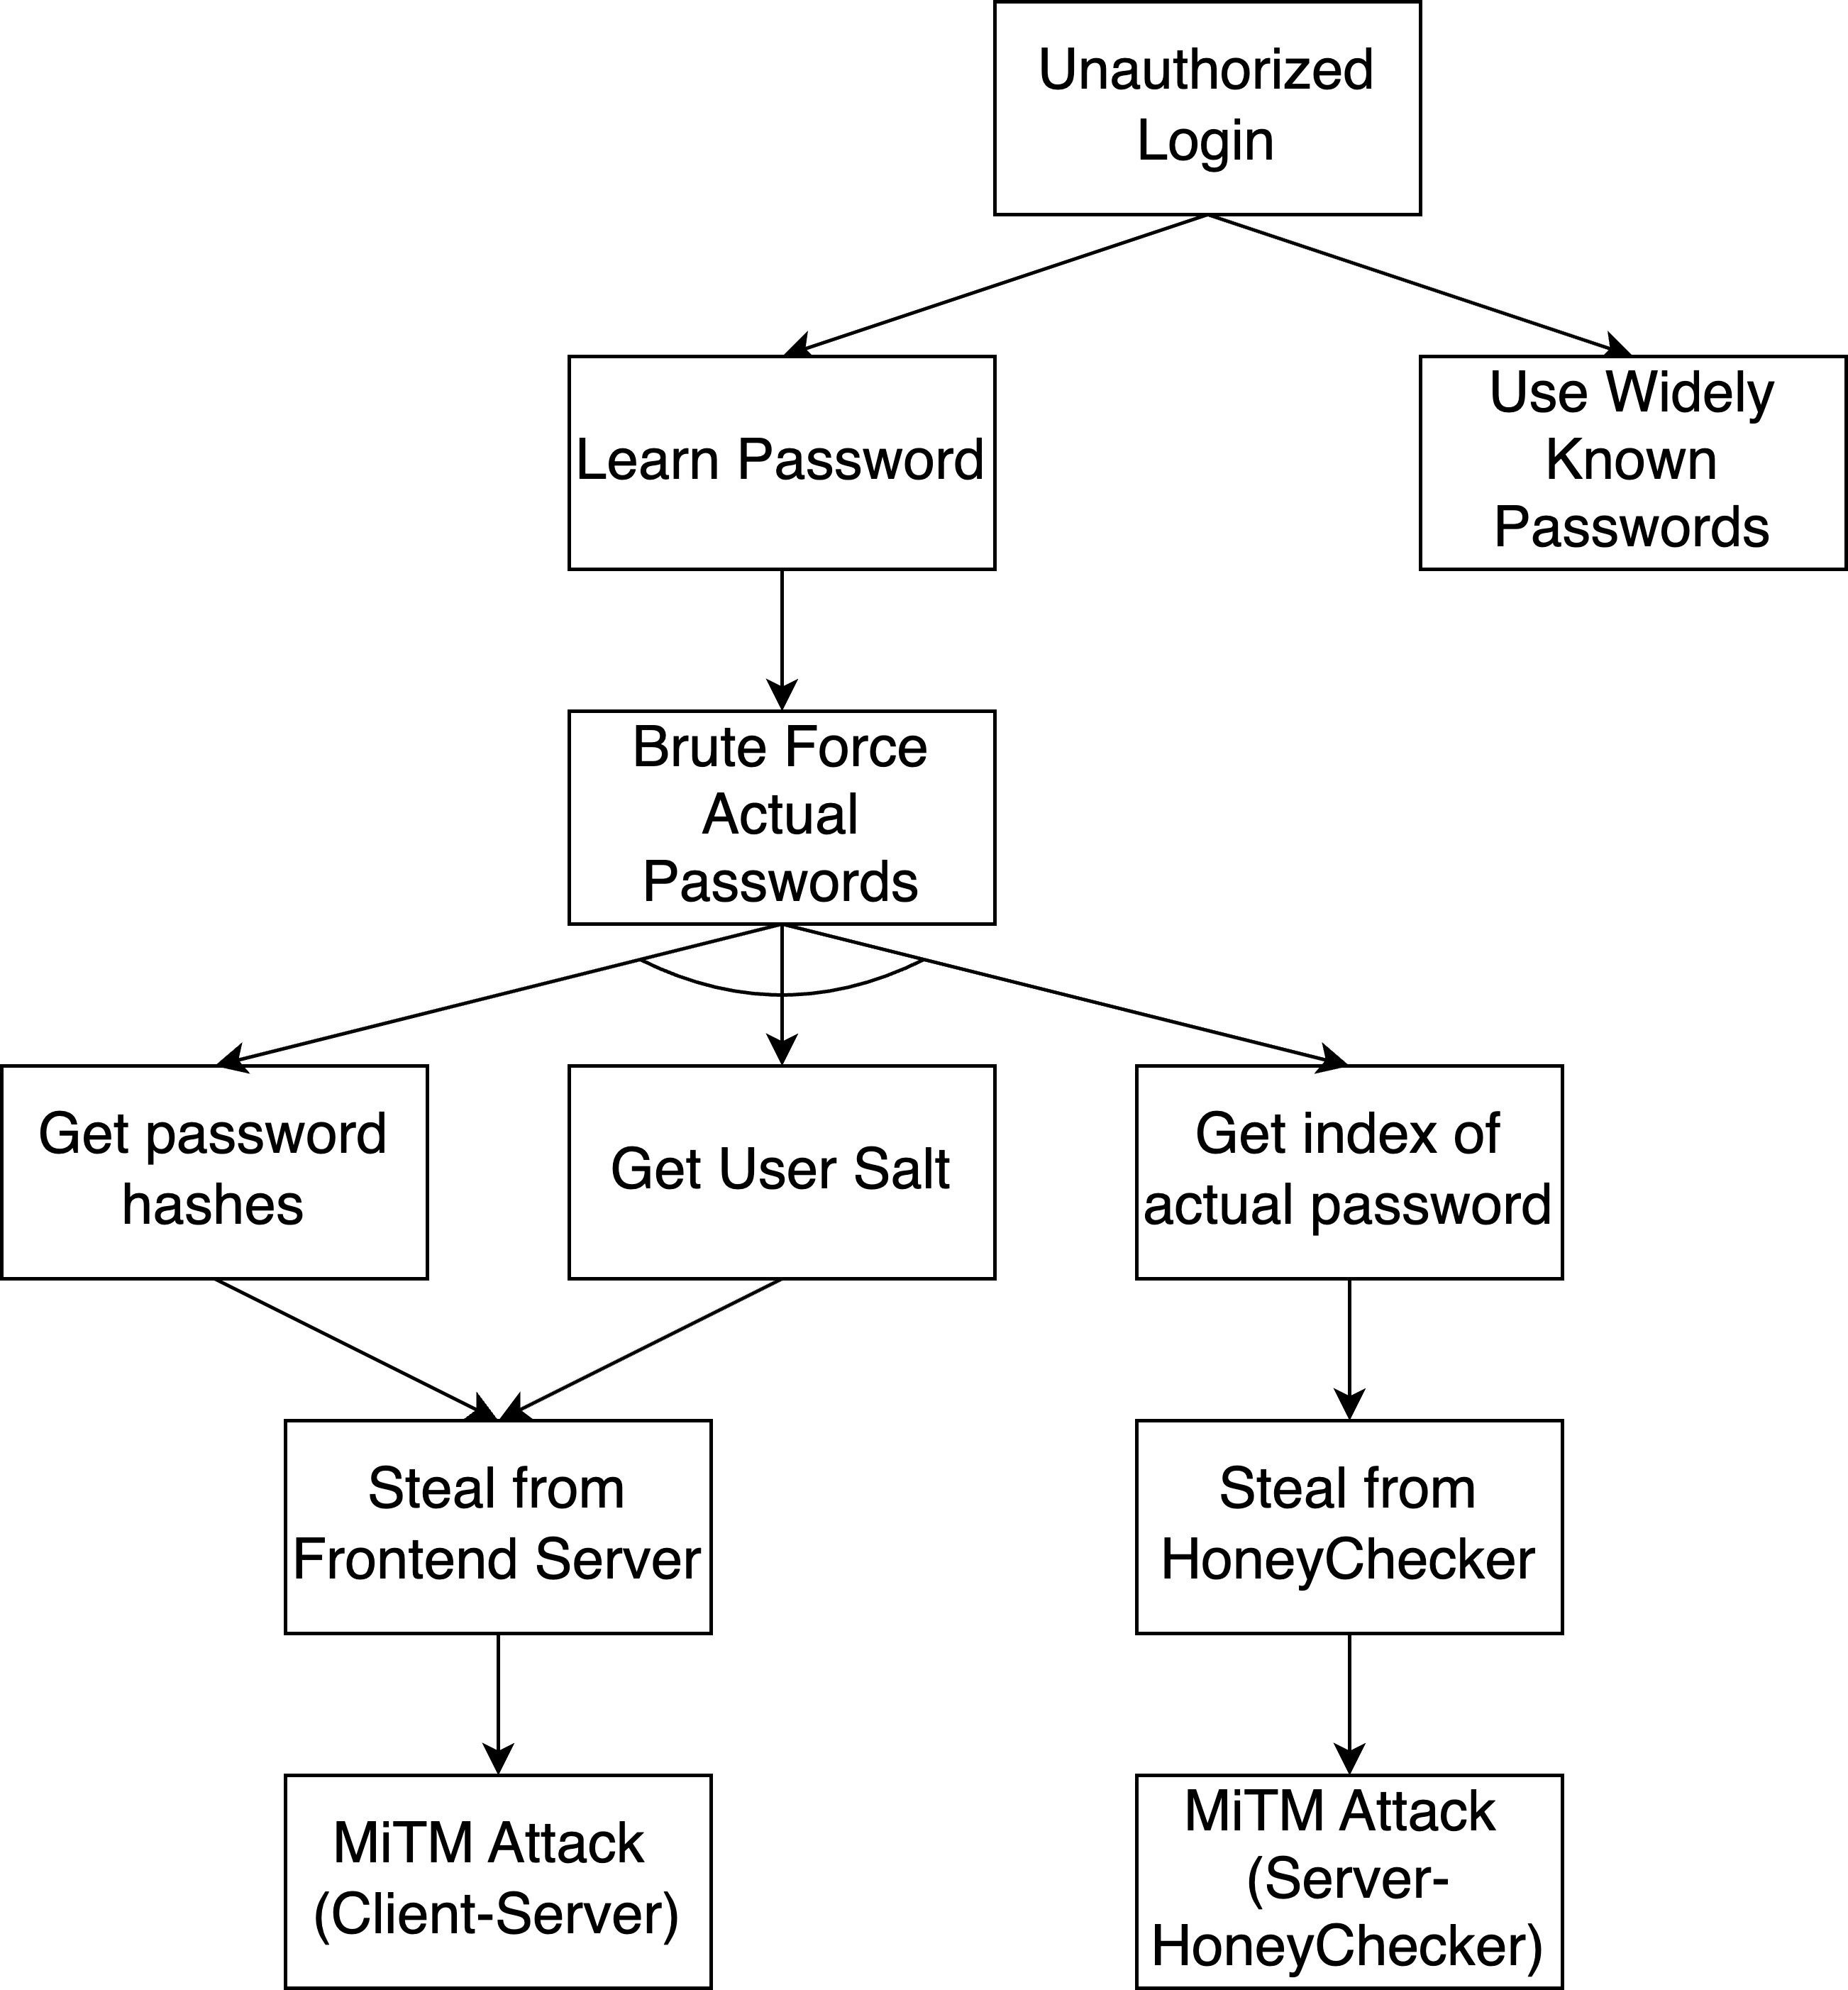 Unauthorized
Login
Learn Password
Use Widely
Known
Passwords
Brute Force
Actual
Passwords
Get password
hashes
Get User Salt
Get index of
actual password
Steal from
Frontend Server
Steal from
HoneyChecker
MiTM Attack
(Client-Server)
MiTM Attack
(Server-
HoneyChecker)